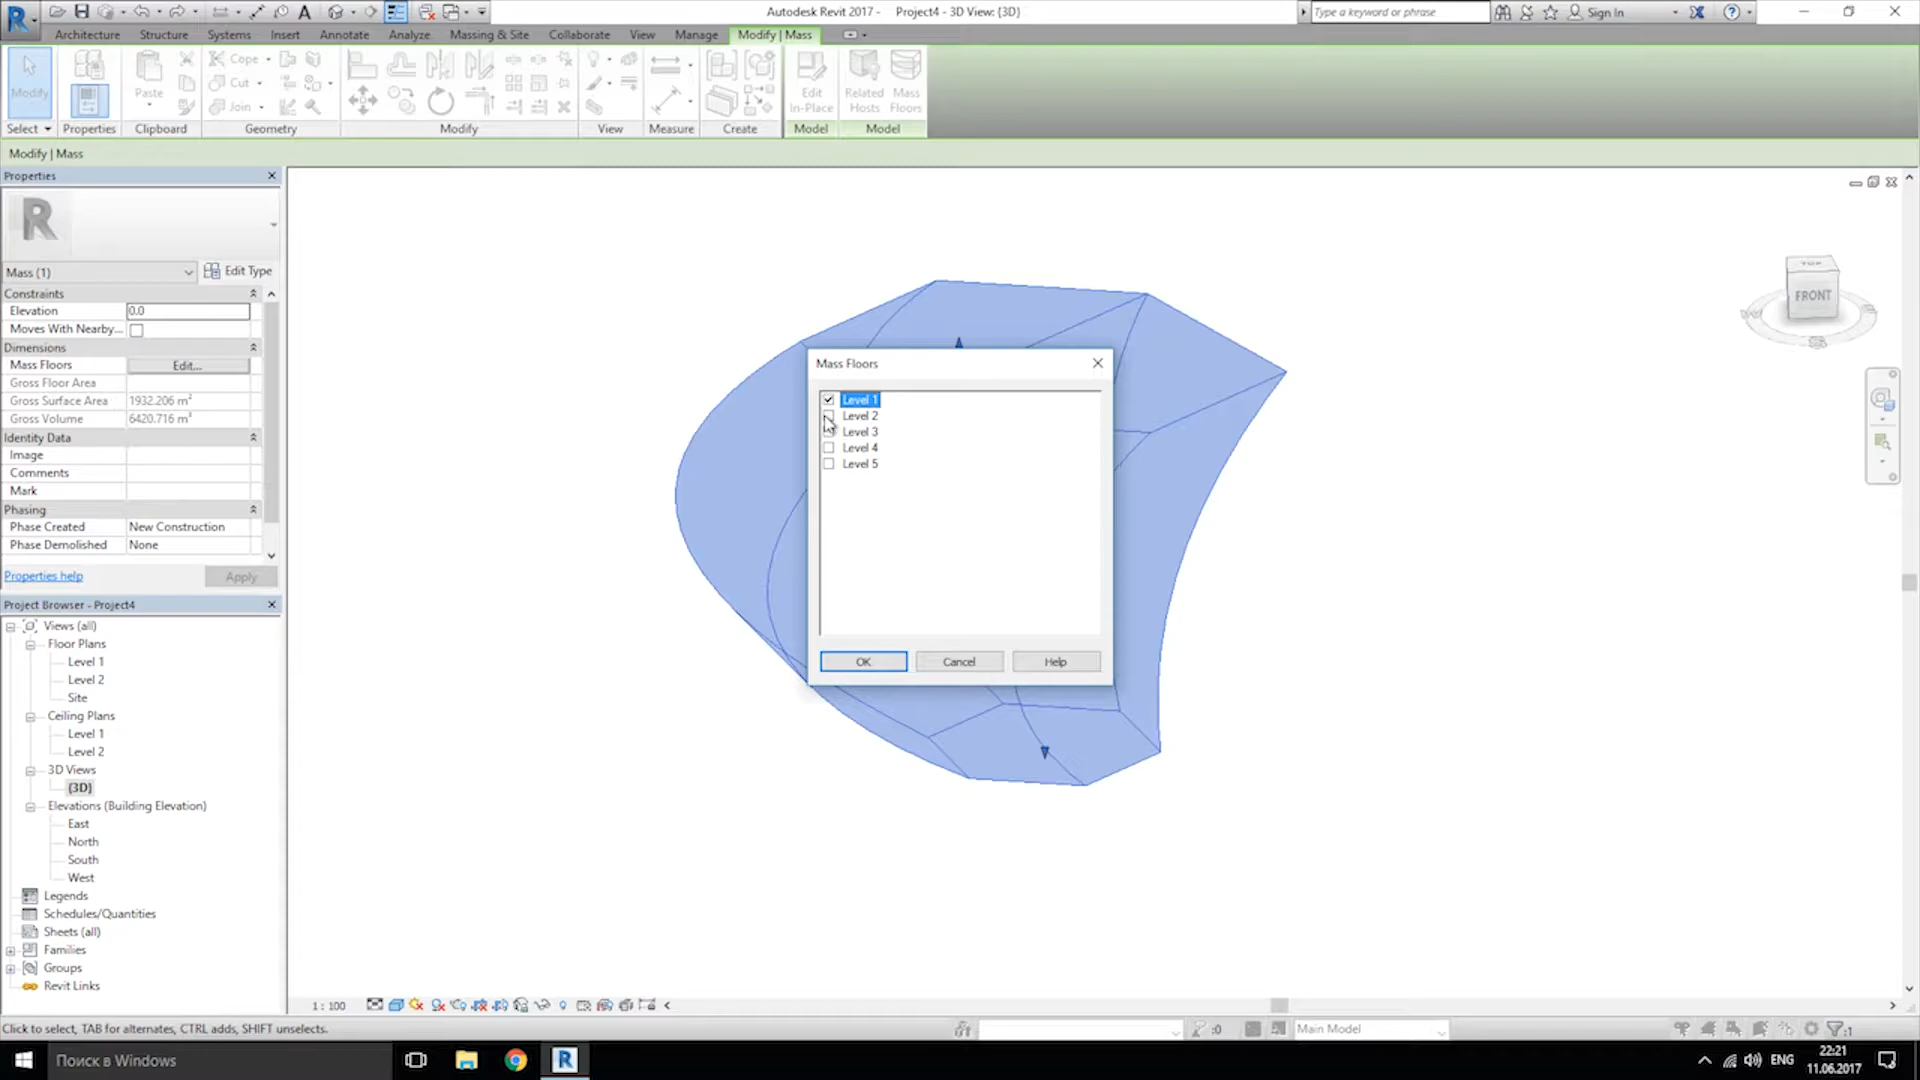 Autodesk Revit 2017 - Project4 - 3D View: {3D}
Type a keyword or phrase
Sign In
Architecture Structure Systems Insert Annotate Analyze Massing & Site Collaborate View Manage Modify | Mass
Modify
Paste
Cope
Cut
Join
Edit In-Place
Related Hosts
Mass Floors
Select Properties Clipboard Geometry Modify View Measure Create Model Model
Modify | Mass
Properties
R
Mass (1)
Edit Type
Constraints
Elevation 0.0
Moves With Nearby...
Dimensions
Mass Floors Edit...
Gross Floor Area
Gross Surface Area 1932.206 m²
Gross Volume 6420.716 m³
Identity Data
Image
Comments
Mark
Phasing
Phase Created New Construction
Phase Demolished None
Properties help
Apply
Project Browser - Project4
Views (all)
Floor Plans
Level 1
Level 2
Site
Ceiling Plans
Level 1
Level 2
3D Views
{3D}
Elevations (Building Elevation)
East
North
South
West
Legends
Schedules/Quantities
Sheets (all)
Families
Groups
Revit Links
Mass Floors
Level 1
Level 2
Level 3
Level 4
Level 5
OK
Cancel
Help
TOP
FRONT
1 : 100
Click to select, TAB for alternates, CTRL adds, SHIFT unselects.
:0
Main Model
:1
Поиск в Windows
ENG
22:21
11.06.2017